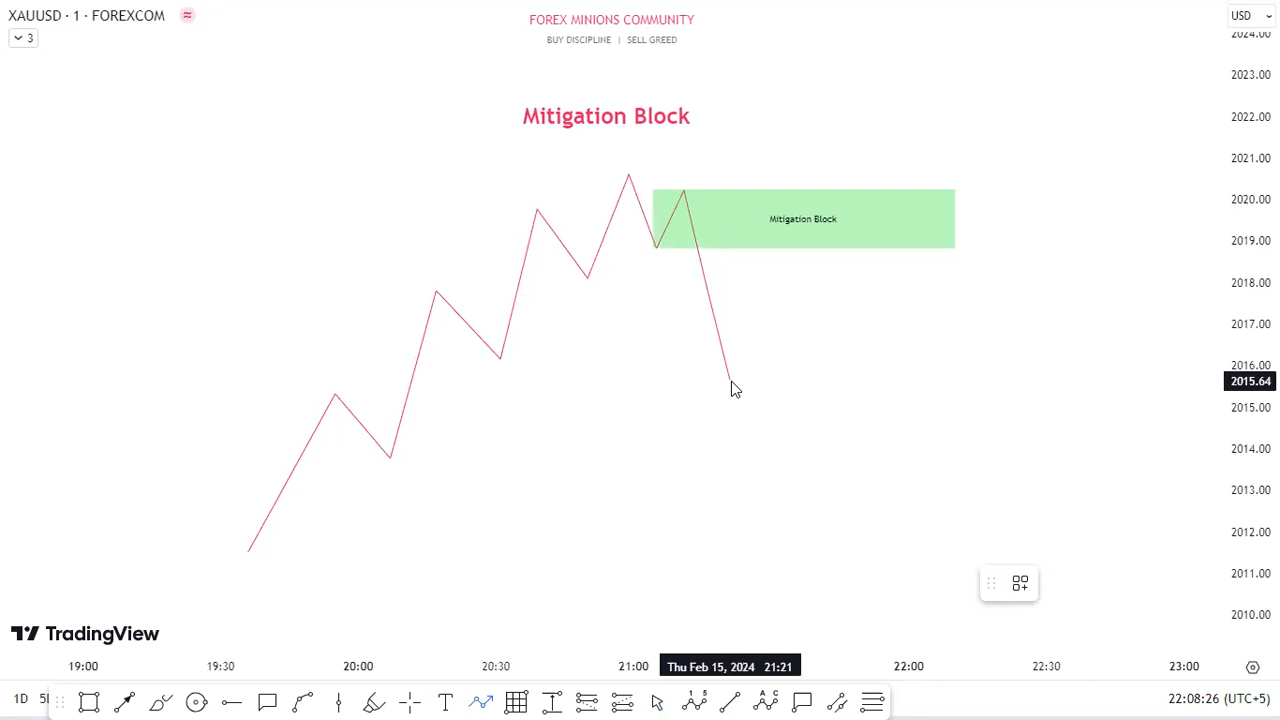 XAUUSD · 1 · FOREXCOM
3
FOREX MINIONS COMMUNITY
BUY DISCIPLINE | SELL GREED
Mitigation Block
Mitigation Block
USD
2024.00
2023.00
2022.00
2021.00
2020.00
2019.00
2018.00
2017.00
2016.00
2015.64
2015.00
2014.00
2013.00
2012.00
2011.00
2010.00
TradingView
19:00 19:30 20:00 20:30 21:00 Thu Feb 15, 2024 21:21 22:00 22:30 23:00
1D
22:08:26 (UTC+5)